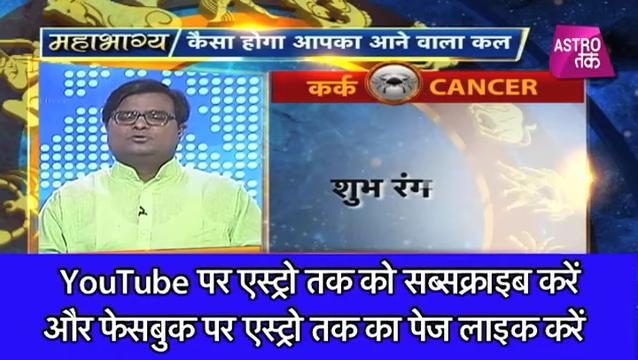 महाभाग्य कैसा होगा आपका आने वाला कल
ASTRO
तक
कर्क CANCER
शुभ रंग
YouTube पर एस्ट्रो तक को सब्सक्राइब करें
और फेसबुक पर एस्ट्रो तक का पेज लाइक करें